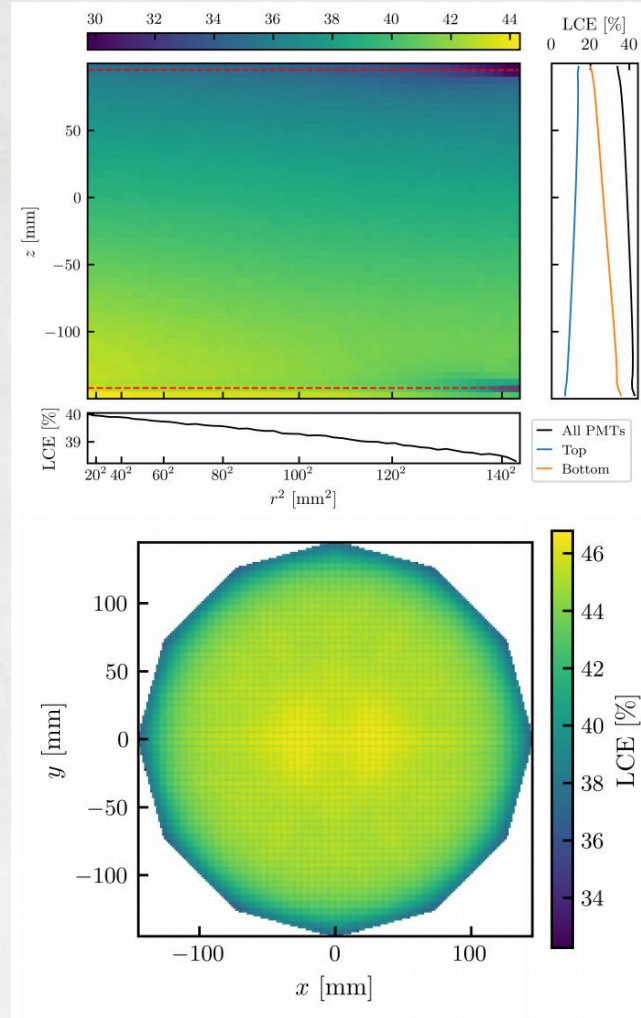 30 32 34 36 38 40 42 44
LCE [%]
0 20 40
50
0
−50
−100
z [mm]
LCE [%]
40
39
20² 40² 60² 80² 100² 120² 140²
r² [mm²]
All PMTs
Top
Bottom
100
50
0
−50
−100
y [mm]
−100 0 100
x [mm]
46
44
42
40
38
36
34
LCE [%]